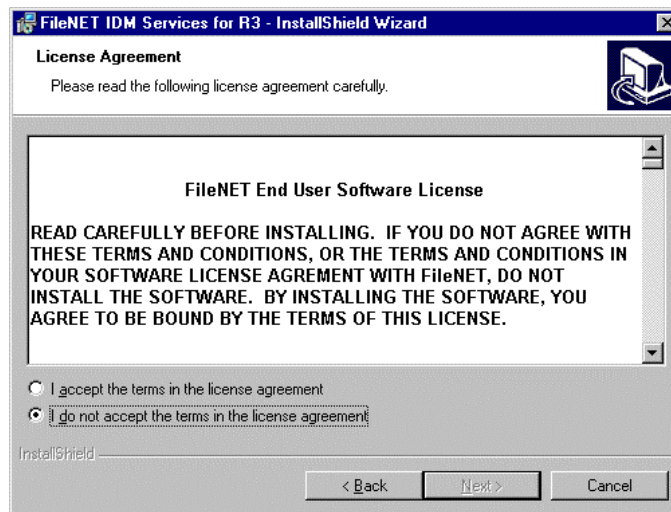 FileNET IDM Services for R3 - InstallShield Wizard
License Agreement
Please read the following license agreement carefully.
FileNET End User Software License
READ CAREFULLY BEFORE INSTALLING. IF YOU DO NOT AGREE WITH
THESE TERMS AND CONDITIONS, OR THE TERMS AND CONDITIONS IN
YOUR SOFTWARE LICENSE AGREMENT WITH FileNET, DO NOT
INSTALL THE SOFTWARE. BY INSTALLING THE SOFTWARE, YOU
AGREE TO BE BOUND BY THE TERMS OF THIS LICENSE.
I accept the terms in the license agreement
I do not accept the terms in the license agreement
InstallShield
< Back Next > Cancel